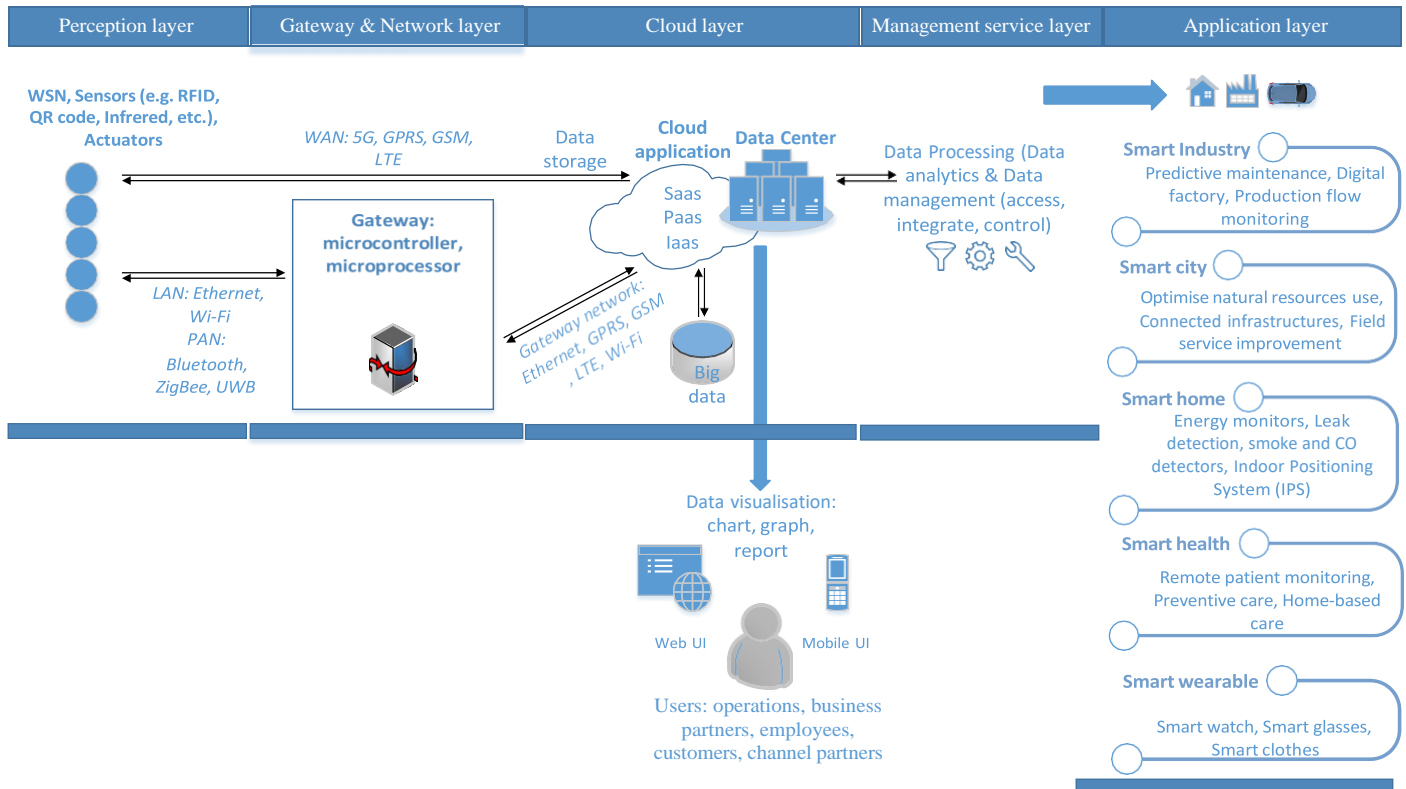 Perception layer
Gateway & Network layer
Cloud layer
Management service layer
Application layer
WSN, Sensors (e.g. RFID,
QR code, Infrered, etc.),
Actuators
WAN: 5G, GPRS, GSM,
LTE
Data
storage
LAN: Ethernet,
Wi-Fi
PAN:
Bluetooth,
ZigBee, UWB
Gateway:
microcontroller,
microprocessor
Gateway network:
Ethernet, GPRS, GSM
, LTE, Wi-Fi
Cloud
application
Saas
Paas
Iaas
Data Center
Big
data
Data Processing (Data
analytics & Data
management (access,
integrate, control)
Data visualisation:
chart, graph,
report
Web UI
Mobile UI
Users: operations, business
partners, employees,
customers, channel partners
Smart Industry
Predictive maintenance, Digital
factory, Production flow
monitoring
Smart city
Optimise natural resources use,
Connected infrastructures, Field
service improvement
Smart home
Energy monitors, Leak
detection, smoke and CO
detectors, Indoor Positioning
System (IPS)
Smart health
Remote patient monitoring,
Preventive care, Home-based
care
Smart wearable
Smart watch, Smart glasses,
Smart clothes